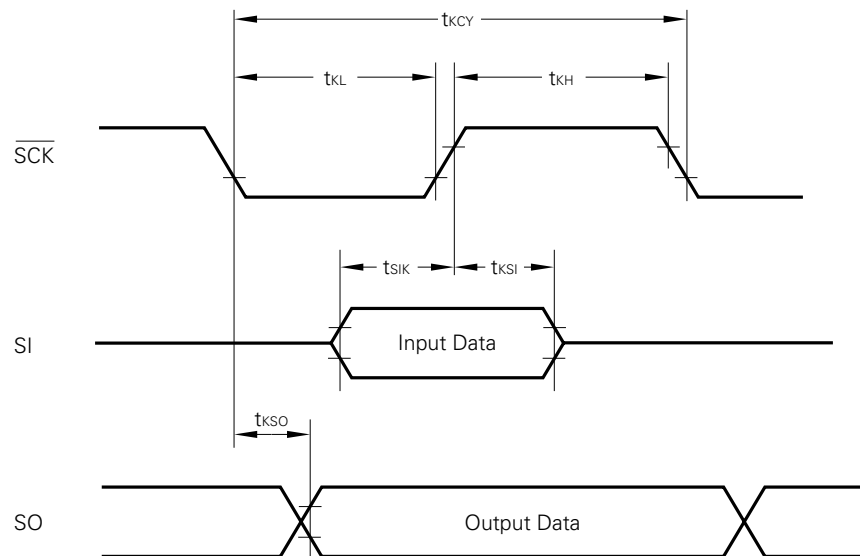 tKCY
tKL tKH
SCK
tSIK tKSI
SI Input Data
tKSO
SO Output Data